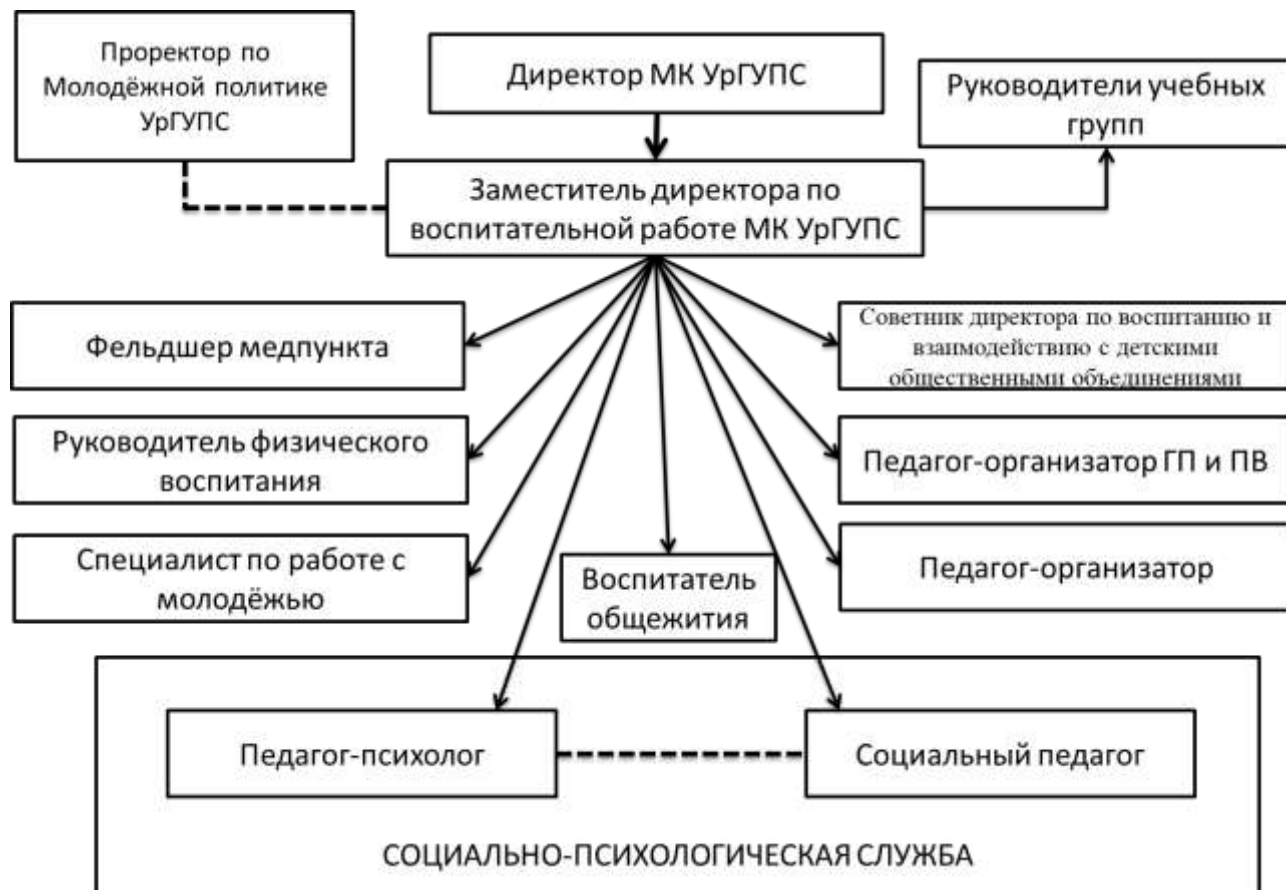 Проректор по
Молодёжной политике
УрГУПС
Директор МК УрГУПС
Руководители учебных
групп
Заместитель директора по
воспитательной работе МК УрГУПС
Фельдшер медпункта
Советник директора по воспитанию и
взаимодействию с детскими
общественными объединениями
Руководитель физического
воспитания
Педагог-организатор ГП и ПВ
Специалист по работе с
молодёжью
Воспитатель
общежития
Педагог-организатор
Педагог-психолог
Социальный педагог
СОЦИАЛЬНО-ПСИХОЛОГИЧЕСКАЯ СЛУЖБА